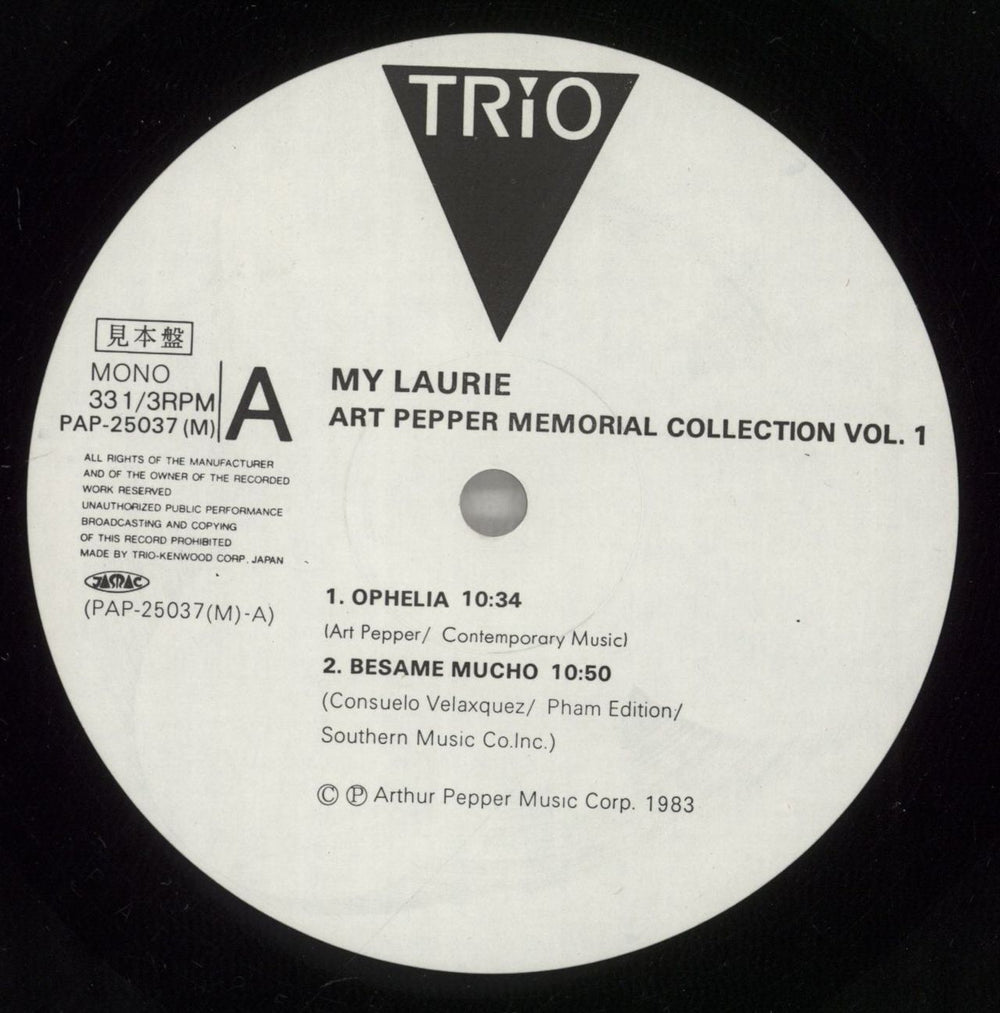 TRiO
見本盤
MONO
33 1/3RPM
PAP-25037 (M)
A
MY LAURIE
ART PEPPER MEMORIAL COLLECTION VOL. 1
ALL RIGHTS OF THE MANUFACTURER
AND OF THE OWNER OF THE RECORDED
WORK RESERVED
UNAUTHORIZED PUBLIC PERFORMANCE
BROADCASTING AND COPYING
OF THIS RECORD PROHIBITED
MADE BY TRIO-KENWOOD CORP. JAPAN
JASRAC
(PAP-25037(M)-A)
1. OPHELIA 10:34
(Art Pepper/ Contemporary Music)
2. BESAME MUCHO 10:50
(Consuelo Velaxquez/ Pham Edition/
Southern Music Co.Inc.)
Ⓒ Ⓟ Arthur Pepper Music Corp. 1983